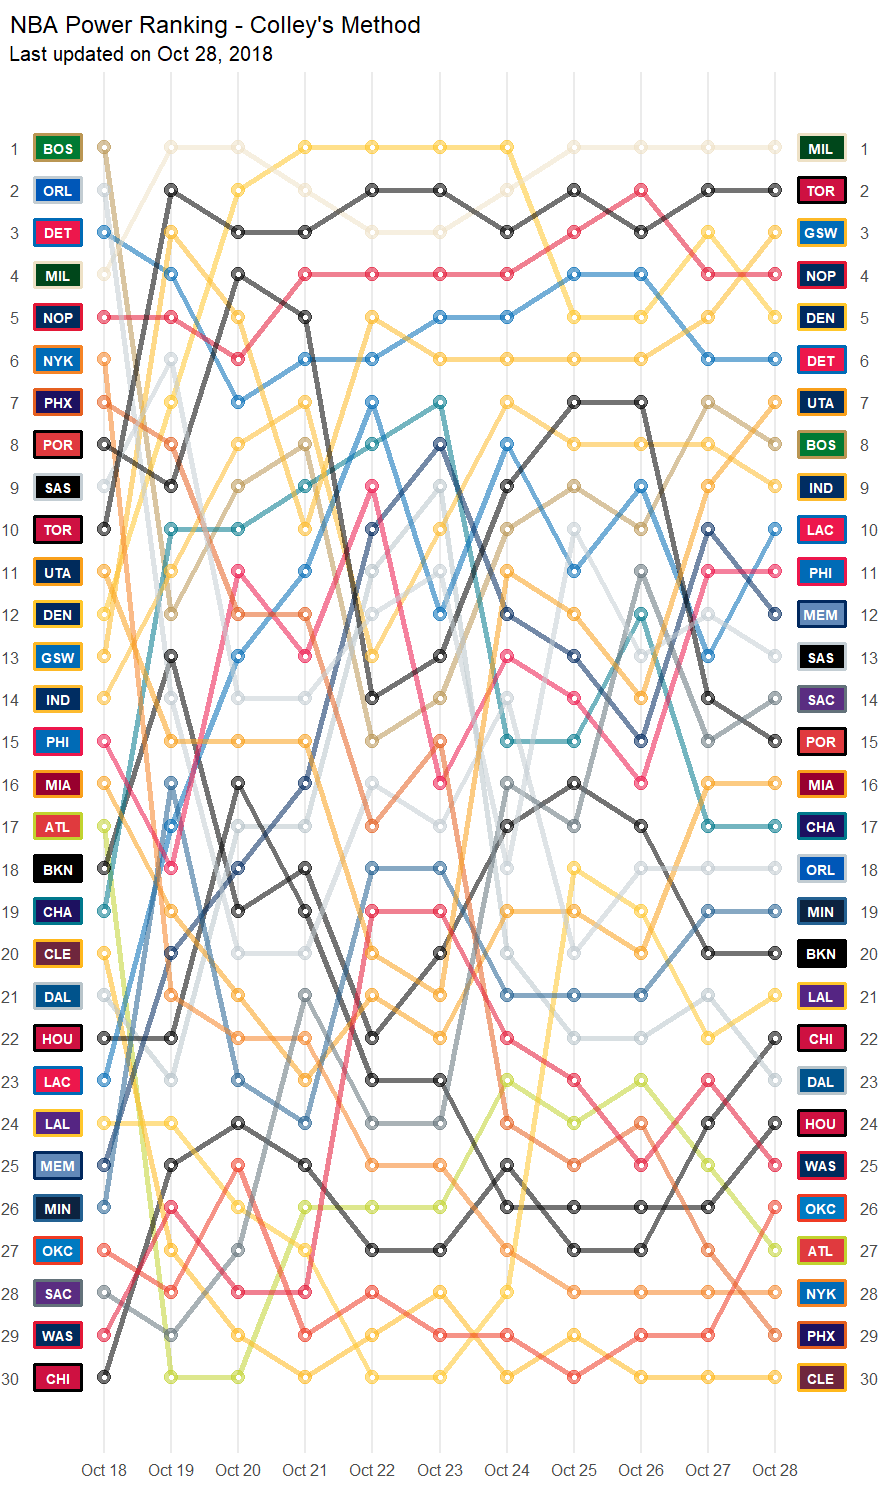 NBA Power Ranking - Colley's Method
Last updated on Oct 28, 2018
1 BOS MIL 1
2 ORL TOR 2
3 DET GSW 3
4 MIL NOP 4
5 NOP DEN 5
6 NYK DET 6
7 PHX UTA 7
8 POR BOS 8
9 SAS IND 9
10 TOR LAC 10
11 UTA PHI 11
12 DEN MEM 12
13 GSW SAS 13
14 IND SAC 14
15 PHI POR 15
16 MIA MIA 16
17 ATL CHA 17
18 BKN ORL 18
19 CHA MIN 19
20 CLE BKN 20
21 DAL LAL 21
22 HOU CHI 22
23 LAC DAL 23
24 LAL HOU 24
25 MEM WAS 25
26 MIN OKC 26
27 OKC ATL 27
28 SAC NYK 28
29 WAS PHX 29
30 CHI CLE 30
Oct 18 Oct 19 Oct 20 Oct 21 Oct 22 Oct 23 Oct 24 Oct 25 Oct 26 Oct 27 Oct 28